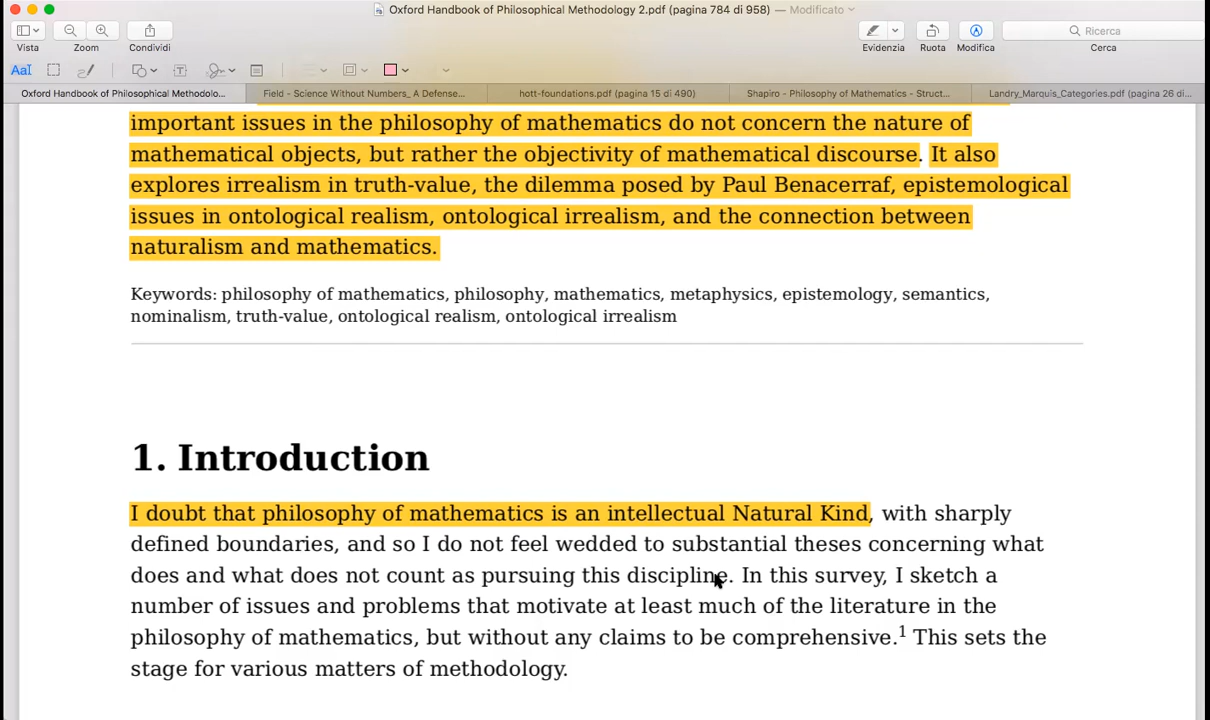 Oxford Handbook of Philosophical Methodology 2.pdf (pagina 784 di 958) — Modificato
Vista
Zoom
Condividi
Evidenzia
Ruota
Modifica
Ricerca
Cerca
AaI
T
Oxford Handbook of Philosophical Methodolo...
Field - Science Without Numbers_ A Defense...
hott-foundations.pdf (pagina 15 di 490)
Shapiro - Philosophy of Mathematics - Struct...
Landry_Marquis_Categories.pdf (pagina 26 di...
important issues in the philosophy of mathematics do not concern the nature of
mathematical objects, but rather the objectivity of mathematical discourse. It also
explores irrealism in truth-value, the dilemma posed by Paul Benacerraf, epistemological
issues in ontological realism, ontological irrealism, and the connection between
naturalism and mathematics.
Keywords: philosophy of mathematics, philosophy, mathematics, metaphysics, epistemology, semantics,
nominalism, truth-value, ontological realism, ontological irrealism
1. Introduction
I doubt that philosophy of mathematics is an intellectual Natural Kind, with sharply
defined boundaries, and so I do not feel wedded to substantial theses concerning what
does and what does not count as pursuing this discipline. In this survey, I sketch a
number of issues and problems that motivate at least much of the literature in the
philosophy of mathematics, but without any claims to be comprehensive.1 This sets the
stage for various matters of methodology.